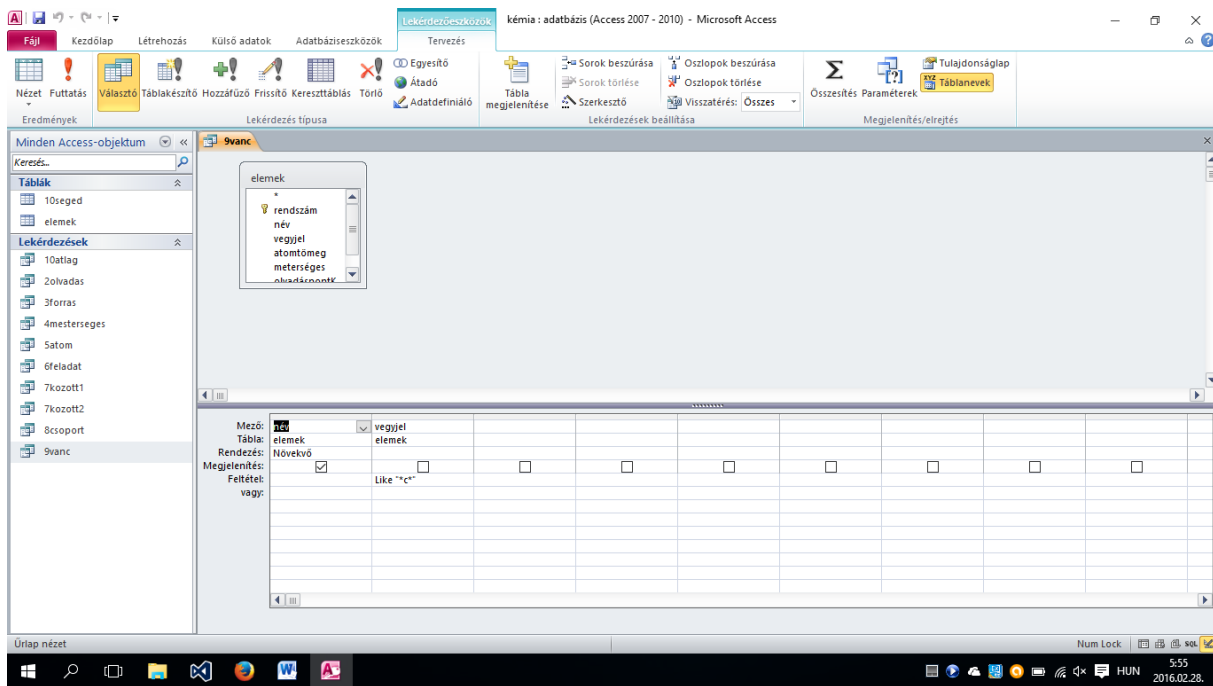 Lekérdezőeszközök kémia : adatbázis (Access 2007 - 2010) - Microsoft Access
Fájl Kezdőlap Létrehozás Külső adatok Adatbáziseszközök Tervezés
Nézet Futtatás Választó Táblakészítő Hozzáfűző Frissítő Kereszttáblás Törlő
Egyesítő
Átadó
Adatdefiniáló
Tábla megjelenítése
Sorok beszúrása
Sorok törlése
Szerkesztő
Oszlopok beszúrása
Oszlopok törlése
Visszatérés: Összes
Összesítés Paraméterek
Tulajdonságlap
XYZ Táblanevek
Eredmények Lekérdezés típusa Lekérdezések beállítása Megjelenítés/elrejtés
Minden Access-objektum «
Keresés...
Táblák
10seged
elemek
Lekérdezések
10atlag
2olvadas
3forras
4mesterseges
5atom
6feladat
7kozott1
7kozott2
8csoport
9vanc
9vanc
elemek
*
rendszám
név
vegyjel
atomtömeg
meterséges
olvadáspontK
Mező: név vegyjel
Tábla: elemek elemek
Rendezés: Növekvő
Megjelenítés:
Feltétel: Like "*c*"
vagy:
Űrlap nézet Num Lock SQL
HUN 5:55
2016.02.28.